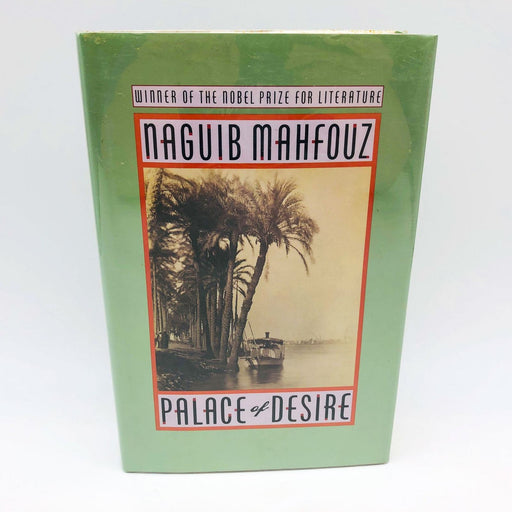 WINNER OF THE NOBEL PRIZE FOR LITERATURE
NAGUIB MAHFOUZ
PALACE of DESIRE